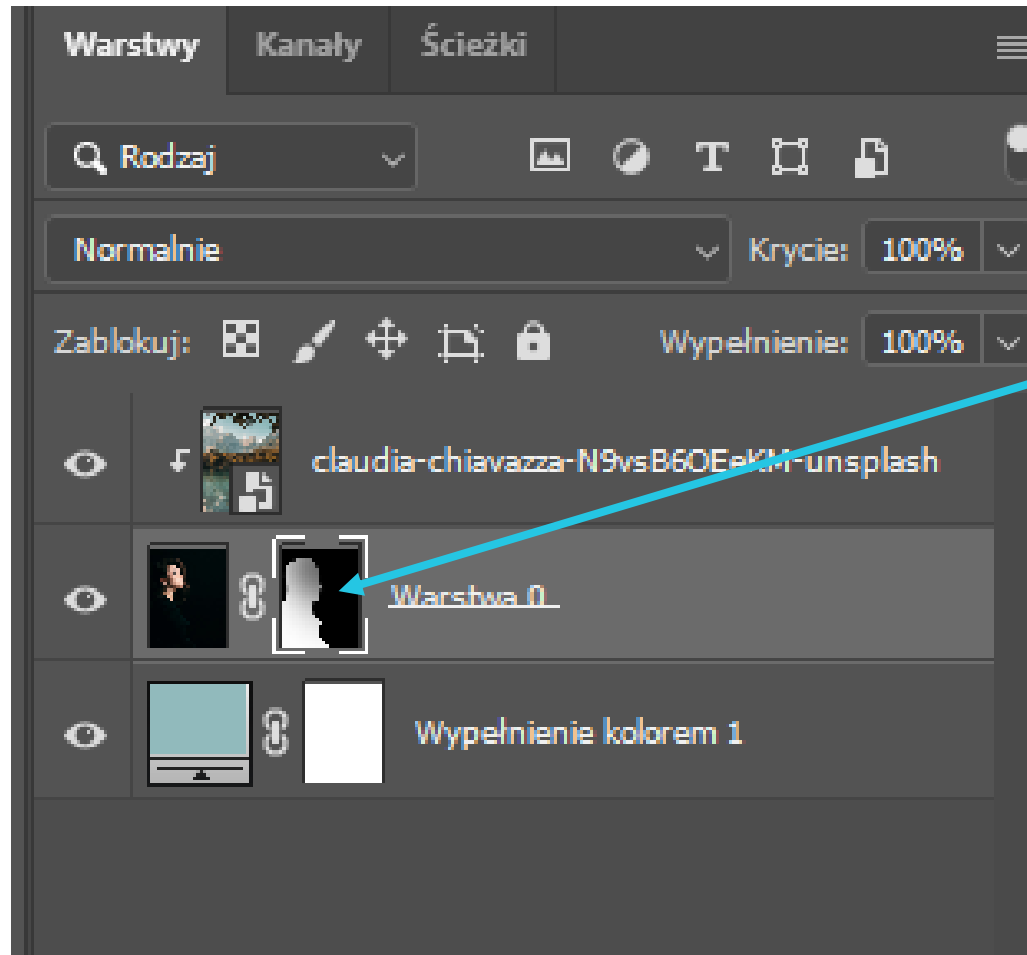 Warstwy Kanały Ścieżki
Rodzaj
Normalnie Krycie: 100%
Zablokuj: Wypełnienie: 100%
claudia-chiavazza-N9vsB6OEeKM-unsplash
Warstwa 0
Wypełnienie kolorem 1